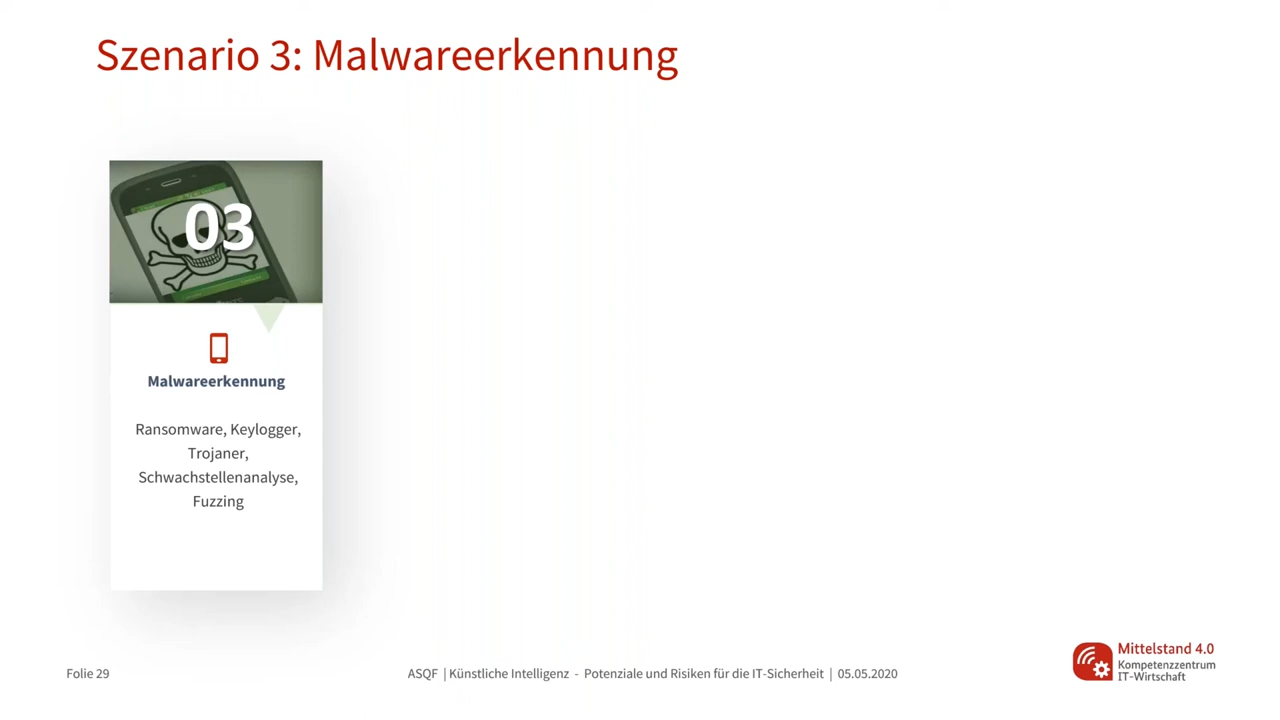 Szenario 3: Malwareerkennung
03
Malwareerkennung
Ransomware, Keylogger,
Trojaner,
Schwachstellenanalyse,
Fuzzing
Folie 29
ASQF | Künstliche Intelligenz - Potenziale und Risiken für die IT-Sicherheit | 05.05.2020
Mittelstand 4.0
Kompetenzzentrum
IT-Wirtschaft